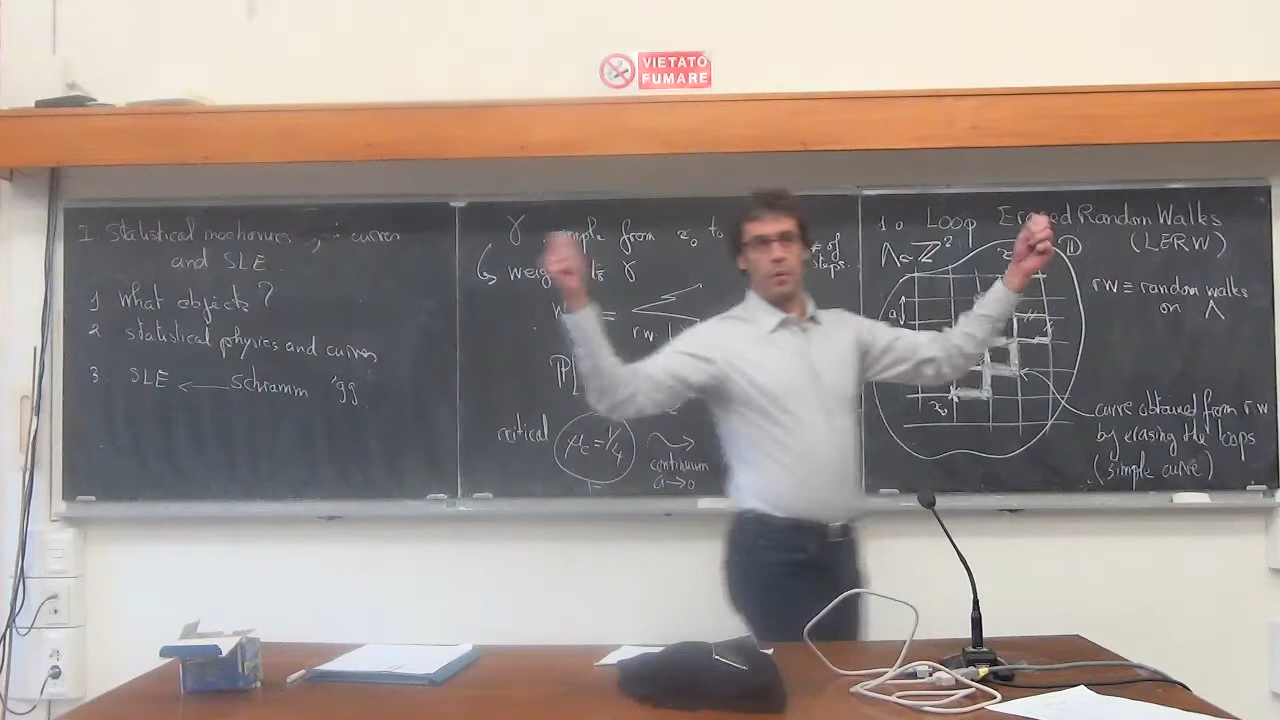 VIETATO
FUMARE
I. Statistical mechanics, curves
and SLE.
1 What objects?
2 statistical physics and curves
3. SLE ← Schramm '99
γ simple from x₀ to
# of
steps.
γ
rw:
ℙ[
critical μc = 1/4
continuum
a→0
1o Loop Erased Random Walks
(LERW)
Λ ⊂ ℤ²
𝔻
a
x₀
rw ≡ random walks
on Λ
curve obtained from rw
by erasing the loops
(simple curve)